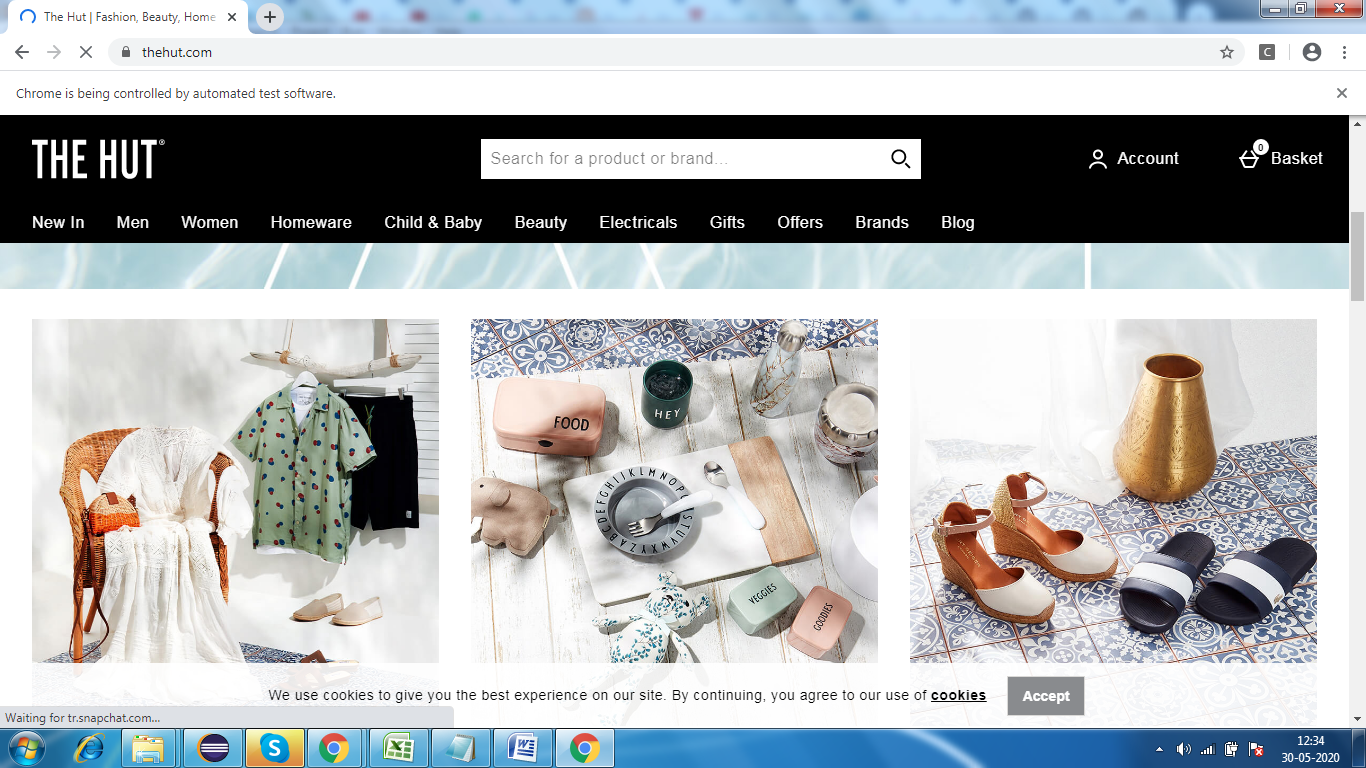 The Hut | Fashion, Beauty, Home
thehut.com
C
Chrome is being controlled by automated test software.
THE HUT®
Search for a product or brand...
Account
0
Basket
New In
Men
Women
Homeware
Child & Baby
Beauty
Electricals
Gifts
Offers
Brands
Blog
FOOD
HEY
ABCDEFGHIJKLMNOPQRSTUVWXYZ
VEGGIES
GOODIES
We use cookies to give you the best experience on our site. By continuing, you agree to our use of cookies
Accept
Waiting for tr.snapchat.com...
12:34
30-05-2020